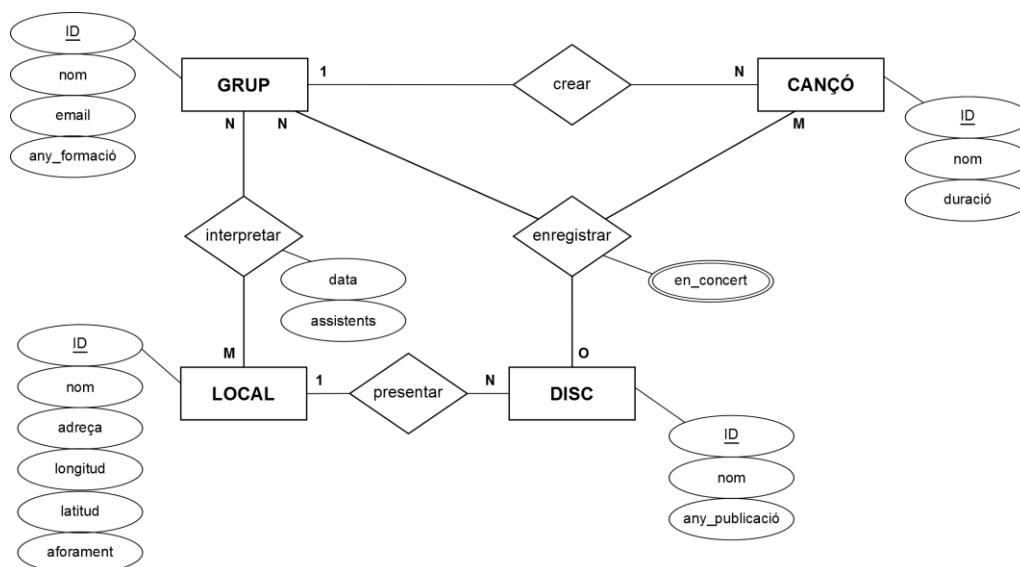 ID
nom
email
any_formació
GRUP
1
crear
N
CANÇÓ
ID
nom
duració
N
N
M
interpretar
data
assistents
enregistrar
en_concert
M
O
ID
nom
adreça
longitud
latitud
aforament
LOCAL
1
presentar
N
DISC
ID
nom
any_publicació